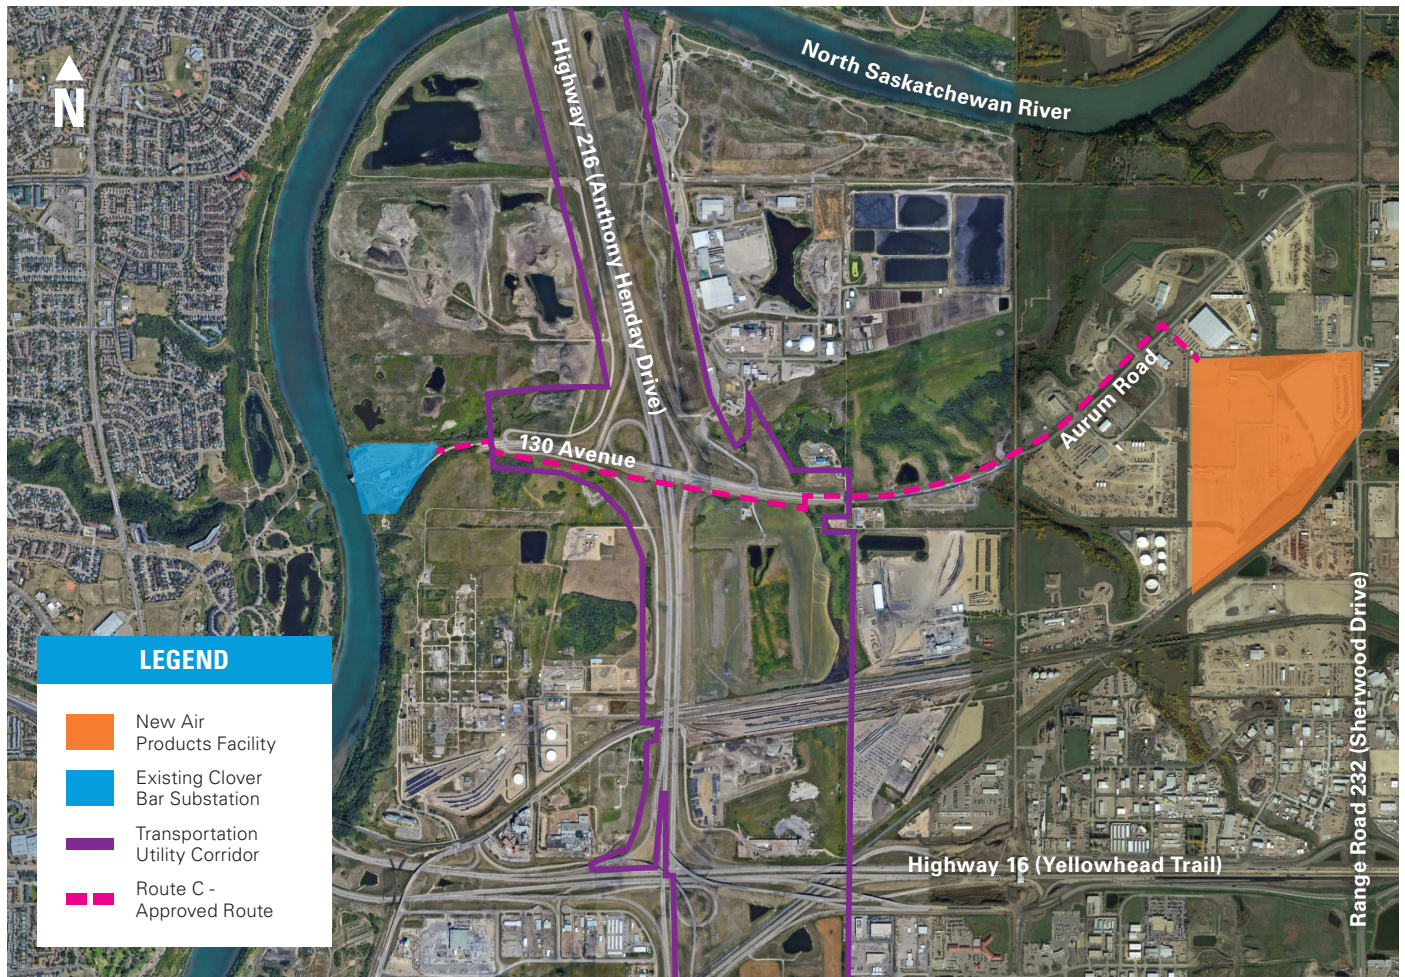 N
North Saskatchewan River
Highway 216 (Anthony Henday Drive)
130 Avenue
Aurum Road
Range Road 232 (Sherwood Drive)
Highway 16 (Yellowhead Trail)
LEGEND
New Air
Products Facility
Existing Clover
Bar Substation
Transportation
Utility Corridor
Route C -
Approved Route